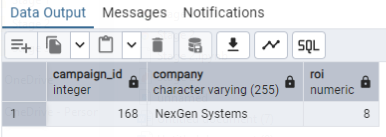 Data Output Messages Notifications
SQL
campaign_id company roi
integer character varying (255) numeric
1 168 NexGen Systems 8